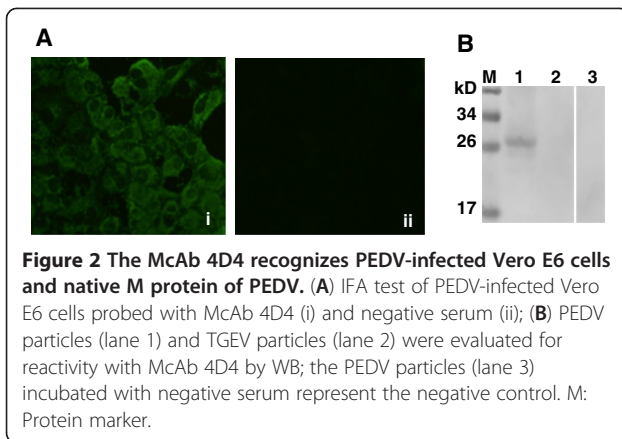 A
B
M 1 2 3
kD
34
26
17
i
ii
Figure 2 The McAb 4D4 recognizes PEDV-infected Vero E6 cells
and native M protein of PEDV. (A) IFA test of PEDV-infected Vero
E6 cells probed with McAb 4D4 (i) and negative serum (ii); (B) PEDV
particles (lane 1) and TGEV particles (lane 2) were evaluated for
reactivity with McAb 4D4 by WB; the PEDV particles (lane 3)
incubated with negative serum represent the negative control. M:
Protein marker.